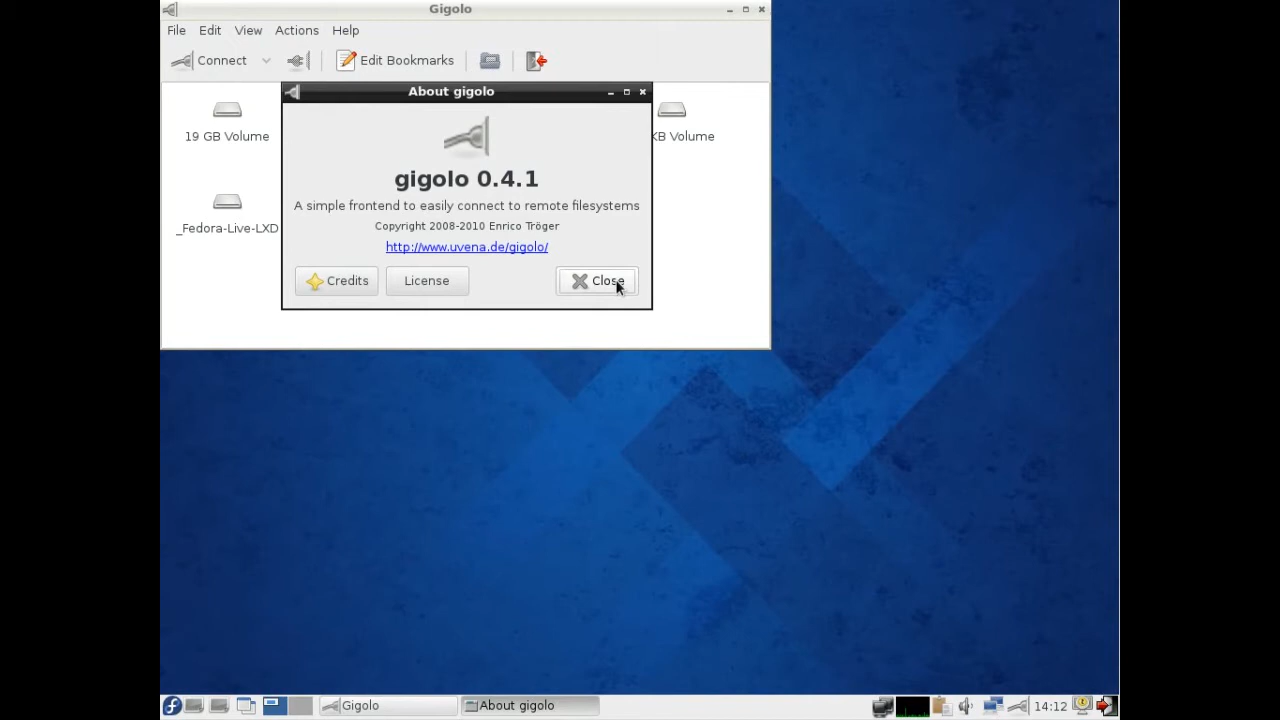 Gigolo
File Edit View Actions Help
Connect Edit Bookmarks
About gigolo
19 GB Volume
KB Volume
gigolo 0.4.1
A simple frontend to easily connect to remote filesystems
Copyright 2008-2010 Enrico Tröger
http://www.uvena.de/gigolo/
_Fedora-Live-LXD
Credits License Close
Gigolo About gigolo 14:12